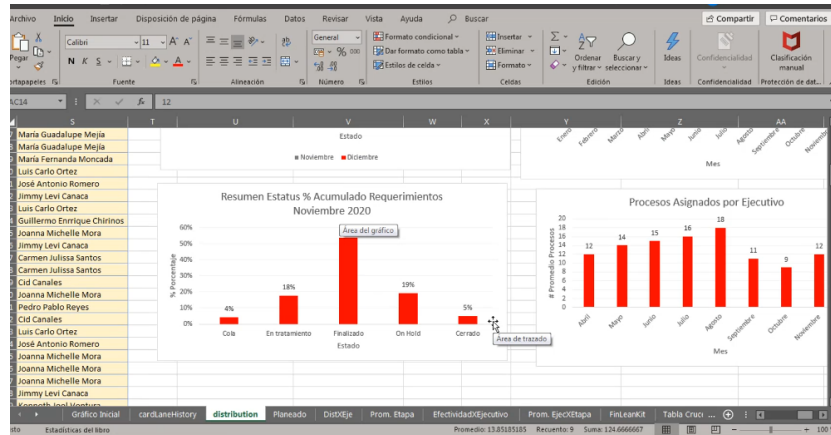 Archivo Inicio Insertar Disposición de página Fórmulas Datos Revisar Vista Ayuda Buscar Compartir Comentarios
Pegar
Calibri 11 A A
N K S A
General
% 000
Formato condicional
Dar formato como tabla
Estilos de celda
Insertar
Eliminar
Formato
Ordenar y filtrar
Buscar y seleccionar
Ideas
Confidencialidad
Clasificación manual
Fuente Alineación Número Estilos Celdas Edición Ideas Confidencialidad Protección de dat...
AC14 fx 12
S T U V W X Y Z AA
María Guadalupe Mejía
María Guadalupe Mejía
María Fernanda Moncada
Luis Carlo Ortez
José Antonio Romero
Jimmy Levi Canaca
Luis Carlo Ortez
Guillermo Enrrique Chirinos
Joanna Michelle Mora
Jimmy Levi Canaca
Carmen Julissa Santos
Carmen Julissa Santos
Cid Canales
Joanna Michelle Mora
Pedro Pablo Reyes
Cid Canales
Luis Carlo Ortez
José Antonio Romero
Joanna Michelle Mora
Joanna Michelle Mora
Joanna Michelle Mora
Jimmy Levi Canaca
Estado
Noviembre Diciembre
Enero Febrero Marzo Abril Mayo Junio Julio Agosto Septiembre Octubre Noviembre
Mes
Resumen Estatus % Acumulado Requerimientos
Noviembre 2020
Área del gráfico
% Porcentaje
60%
50%
40%
30%
20%
10%
0%
4% 18% 19% 5%
Cola En tratamiento Finalizado On Hold Cerrado
Estado
Área de trazado
Procesos Asignados por Ejecutivo
# Promedio Procesos
20
18
16
14
12
10
8
6
4
2
0
12 14 15 16 18 11 9 12
Abril Mayo Junio Julio Agosto Septiembre Octubre Noviembre
Mes
Gráfico Inicial cardLaneHistory distribution Planeado DistXEje Prom. Etapa EfectividadXEjecutivo Prom. EjecXEtapa FinLeanKit Tabla Cruci ...
Estadísticas del libro Promedio: 13.85185185 Recuento: 9 Suma: 124.6666667 100